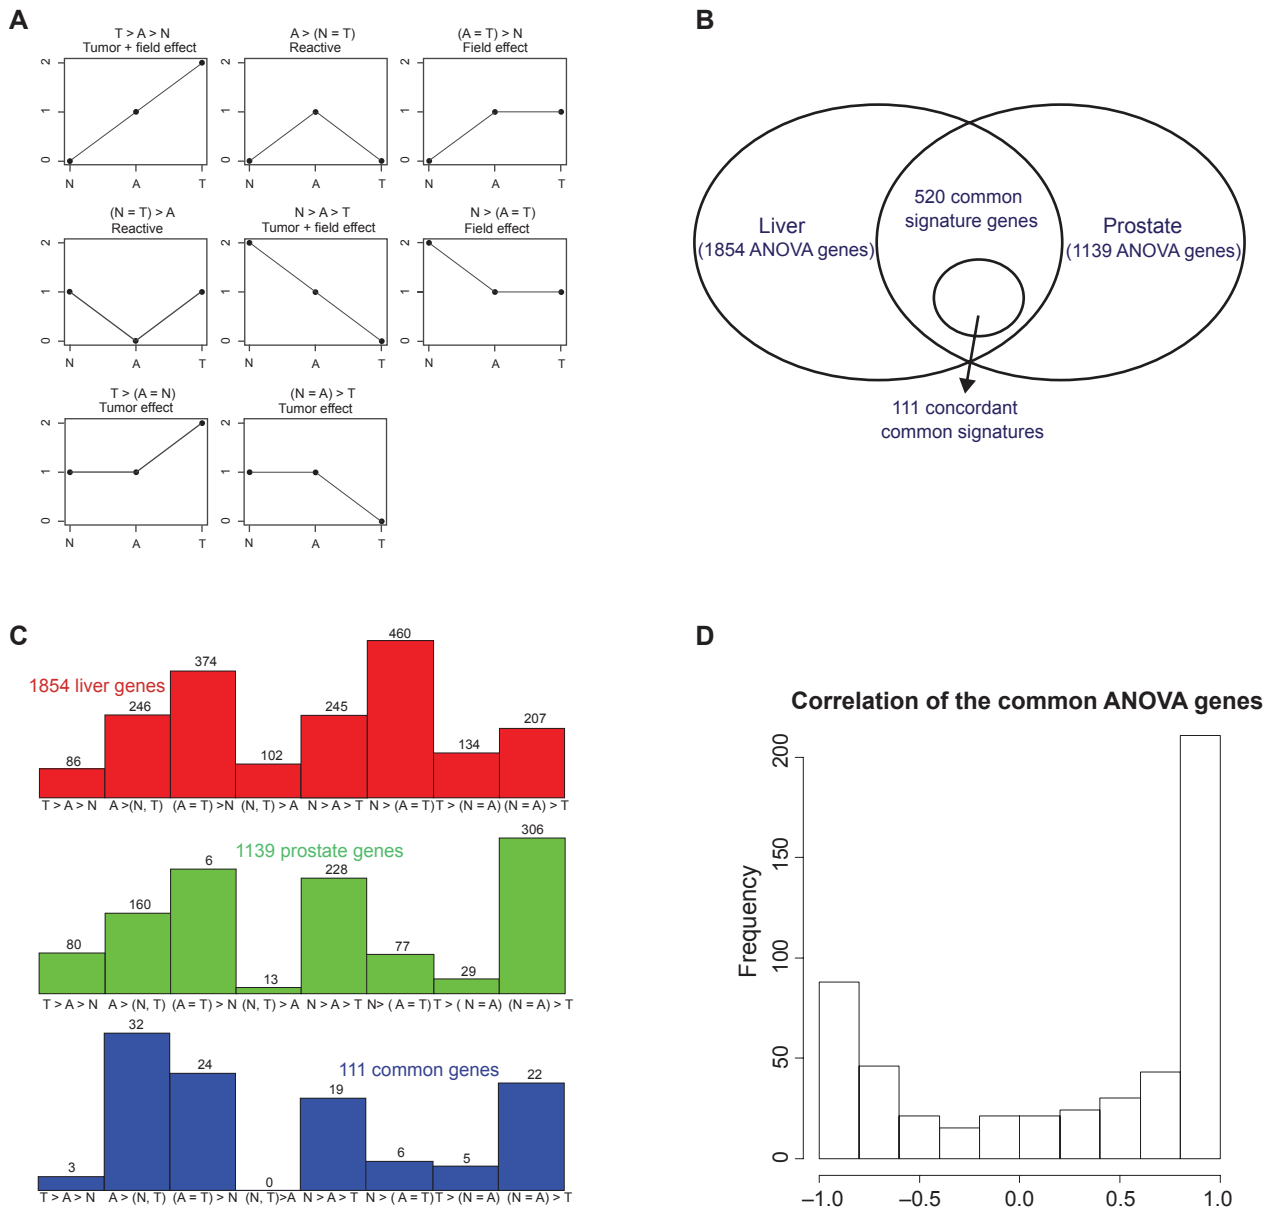 A
T > A > N
Tumor + field effect
2
1
0
N A T
A > (N = T)
Reactive
2
1
0
N A T
(A = T) > N
Field effect
2
1
0
N A T
(N = T) > A
Reactive
2
1
0
N A T
N > A > T
Tumor + field effect
2
1
0
N A T
N > (A = T)
Field effect
2
1
0
N A T
T > (A = N)
Tumor effect
2
1
0
N A T
(N = A) > T
Tumor effect
2
1
0
N A T
B
Liver
(1854 ANOVA genes)
520 common
signature genes
Prostate
(1139 ANOVA genes)
111 concordant
common signatures
C
1854 liver genes
86 246 374 102 245 460 134 207
T > A > N A >(N, T) (A = T) >N (N, T) > A N > A > T N > (A = T) T > (N = A) (N = A) > T
1139 prostate genes
80 160 6 13 228 77 29 306
T > A > N A > (N, T) (A = T) > N (N, T) > A N > A > T N> ( A = T) T > ( N = A) (N = A) > T
111 common genes
3 32 24 0 19 6 5 22
T > A > N A > (N, T) (A = T) > N (N, T)>A N > A > T N > ( A = T) T > (N = A) (N = A) > T
D
Correlation of the common ANOVA genes
Frequency
200
150
100
50
0
–1.0 –0.5 0.0 0.5 1.0